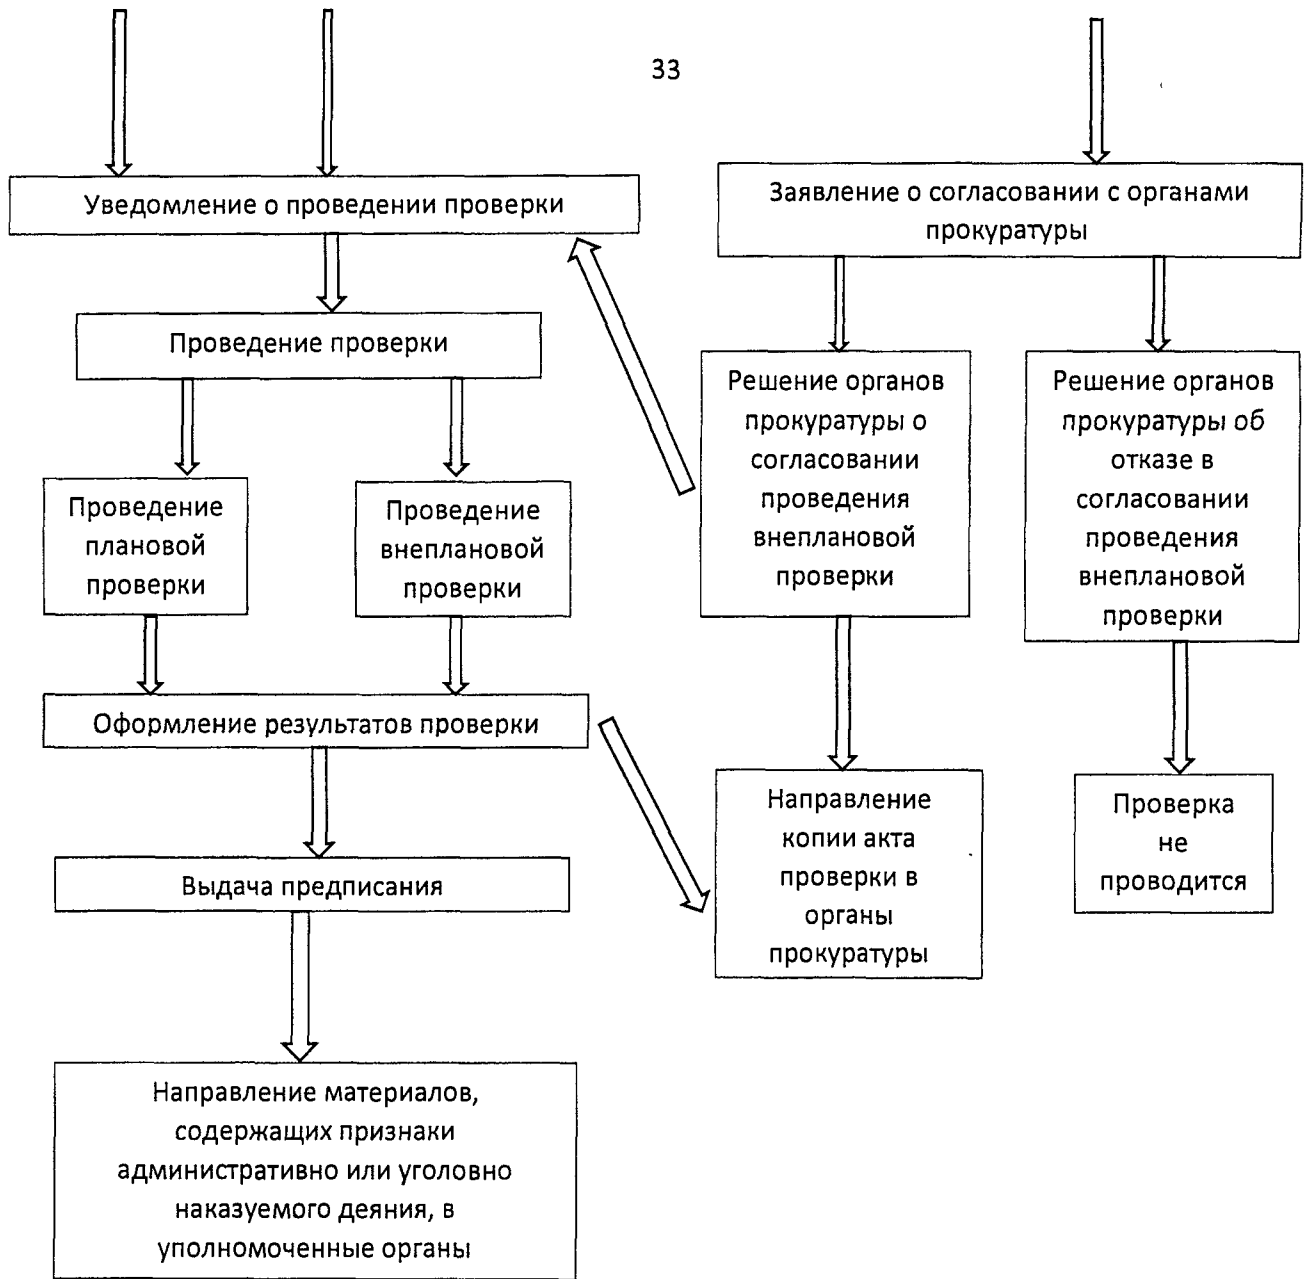 33
Уведомление о проведении проверки
Заявление о согласовании с органами
прокуратуры
Проведение проверки
Решение органов
прокуратуры о
согласовании
проведения
внеплановой
проверки
Решение органов
прокуратуры об
отказе в
согласовании
проведения
внеплановой
проверки
Проведение
плановой
проверки
Проведение
внеплановой
проверки
Оформление результатов проверки
Направление
копии акта
проверки в
органы
прокуратуры
Проверка
не
проводится
Выдача предписания
Направление материалов,
содержащих признаки
административно или уголовно
наказуемого деяния, в
уполномоченные органы